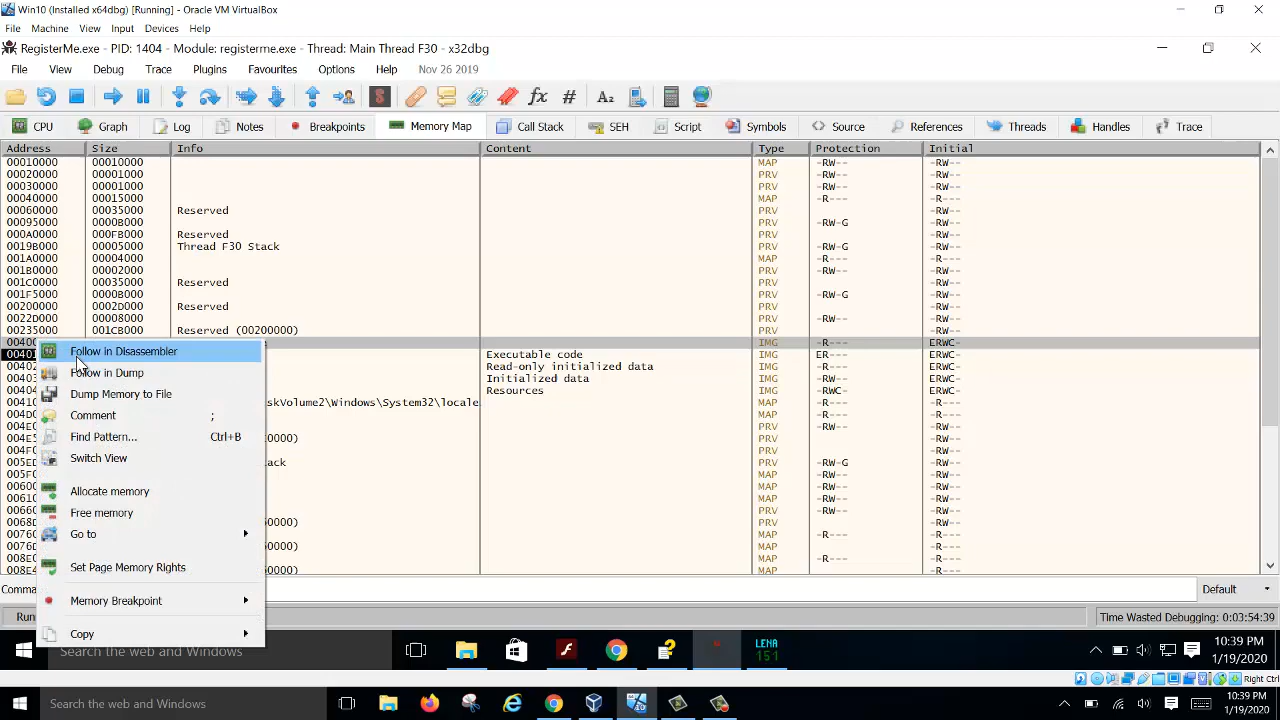 Win10 (Installed x64dbg) [Running] - Oracle VM VirtualBox
File Machine View Input Devices Help
RegisterMe.exe - PID: 1404 - Module: registerme.exe - Thread: Main Thread F30 - x32dbg
File View Debug Trace Plugins Favourites Options Help Nov 26 2019
CPU Graph Log Notes Breakpoints Memory Map Call Stack SEH Script Symbols Source References Threads Handles Trace
Address Size Info Content Type Protection Initial
00010000 00010000 MAP -RW-- -RW--
00020000 00001000 PRV -RW-- -RW--
00030000 00001000 PRV -RW-- -RW--
00040000 00015000 MAP -R--- -R---
00060000 00035000 Reserved PRV -RW--
00095000 0000B000 PRV -RW-G -RW--
000A0000 000FB000 Reserved PRV -RW--
0019B000 00005000 Thread F30 Stack PRV -RW-G -RW--
001A0000 00004000 MAP -R--- -R---
001B0000 00002000 PRV -RW-- -RW--
001C0000 00035000 Reserved PRV -RW--
001F5000 0000B000 PRV -RW-G -RW--
00200000 0002D000 Reserved PRV -RW--
0022D000 00008000 PRV -RW-- -RW--
00235000 001CB000 Reserved (00200000) PRV -RW--
IMG -R--- ERWC-
Follow in Disassembler
Executable code IMG ER--- ERWC-
Read-only initialized data IMG -R--- ERWC-
Follow in Dump
Initialized data IMG -RW-- ERWC-
Resources IMG -RWC- ERWC-
Dump Memory to File
skVolume2\Windows\System32\locale MAP -R--- -R---
Comment ;
Find Pattern... Ctrl+B
Switch View
Allocate memory
Free memory
Go to
Set Page Memory Rights
Memory Breakpoint
Copy
Default
Time Wasted Debugging: 0:03:54:39
Search the web and Windows
LENA 151
10:39 PM
1/19/2020
Right Ctrl
Search the web and Windows
10:39 PM
1/19/2020